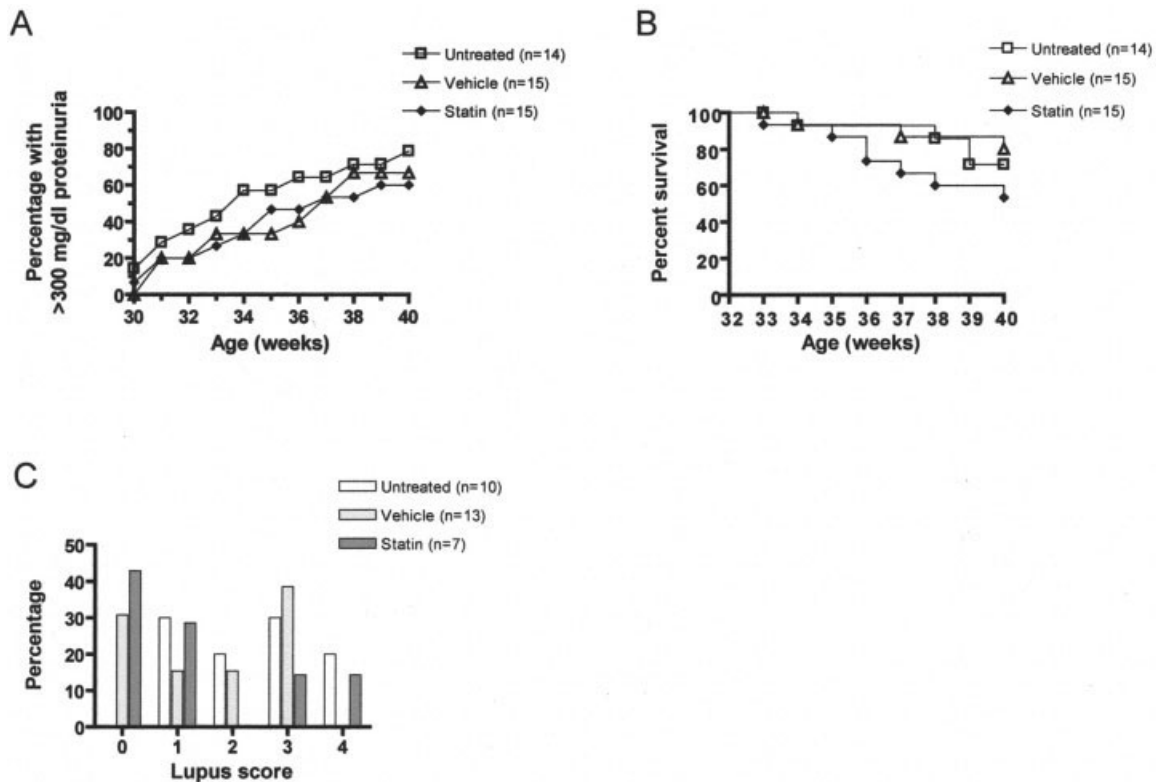 A
Untreated (n=14)
Vehicle (n=15)
Statin (n=15)
Percentage with
>300 mg/dl proteinuria
100
80
60
40
20
0
30 32 34 36 38 40
Age (weeks)
B
Untreated (n=14)
Vehicle (n=15)
Statin (n=15)
Percent survival
100
80
60
40
20
0
32 33 34 35 36 37 38 39 40
Age (weeks)
C
Untreated (n=10)
Vehicle (n=13)
Statin (n=7)
Percentage
50
40
30
20
10
0
0 1 2 3 4
Lupus score